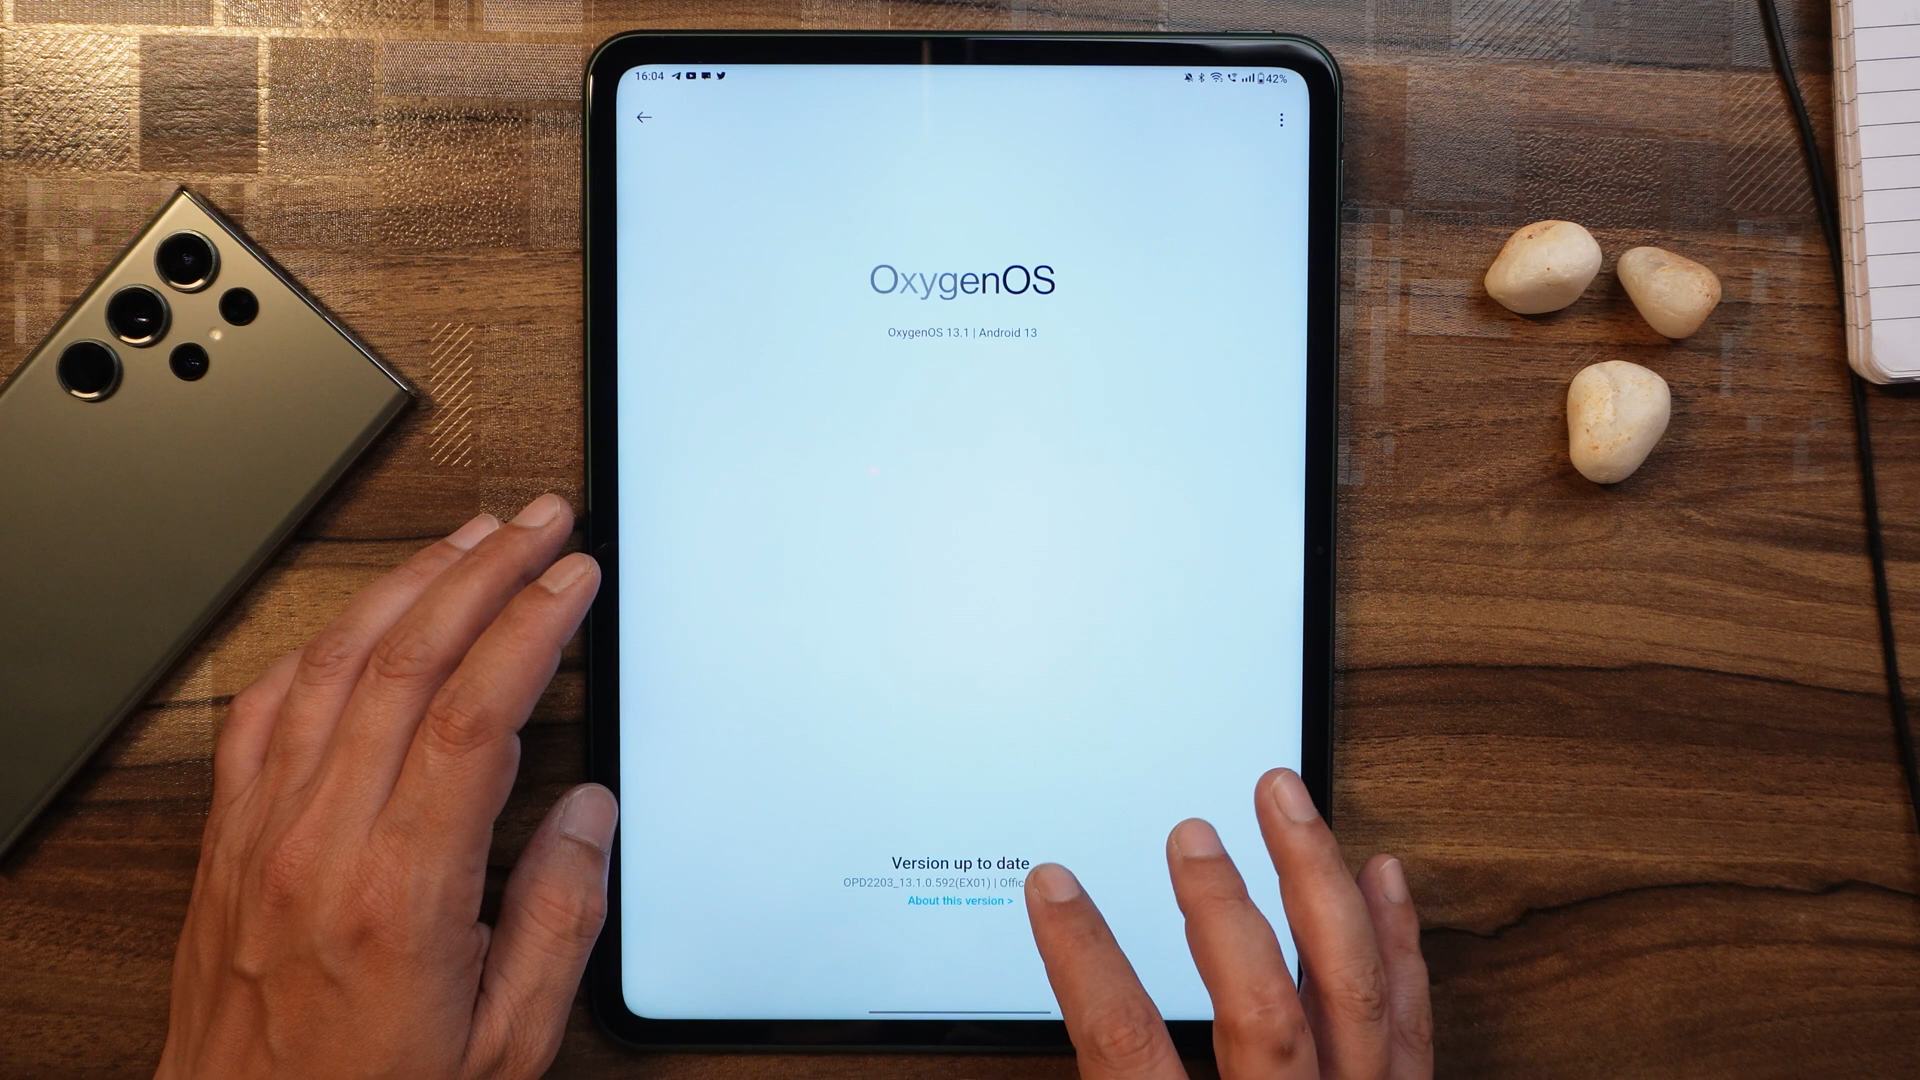 16:04 42%
OxygenOS
OxygenOS 13.1 | Android 13
Version up to date
OPD2203_13.1.0.592(EX01) | Offic
About this version >